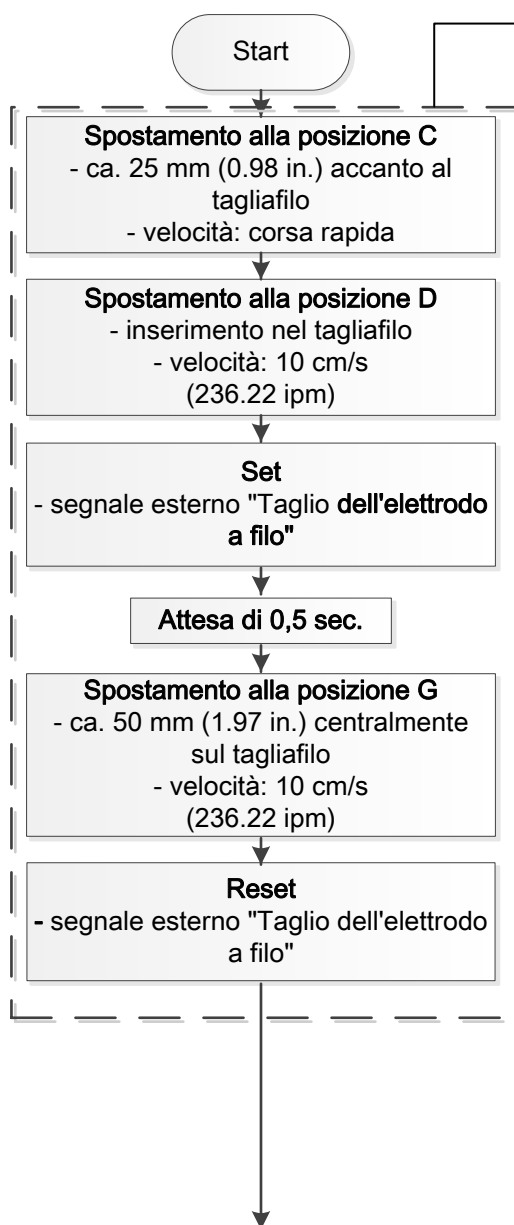 Start
Spostamento alla posizione C
- ca. 25 mm (0.98 in.) accanto al
tagliafilo
- velocità: corsa rapida
Spostamento alla posizione D
- inserimento nel tagliafilo
- velocità: 10 cm/s
(236.22 ipm)
Set
- segnale esterno "Taglio dell'elettrodo
a filo"
Attesa di 0,5 sec.
Spostamento alla posizione G
- ca. 50 mm (1.97 in.) centralmente
sul tagliafilo
- velocità: 10 cm/s
(236.22 ipm)
Reset
- segnale esterno "Taglio dell'elettrodo
a filo"